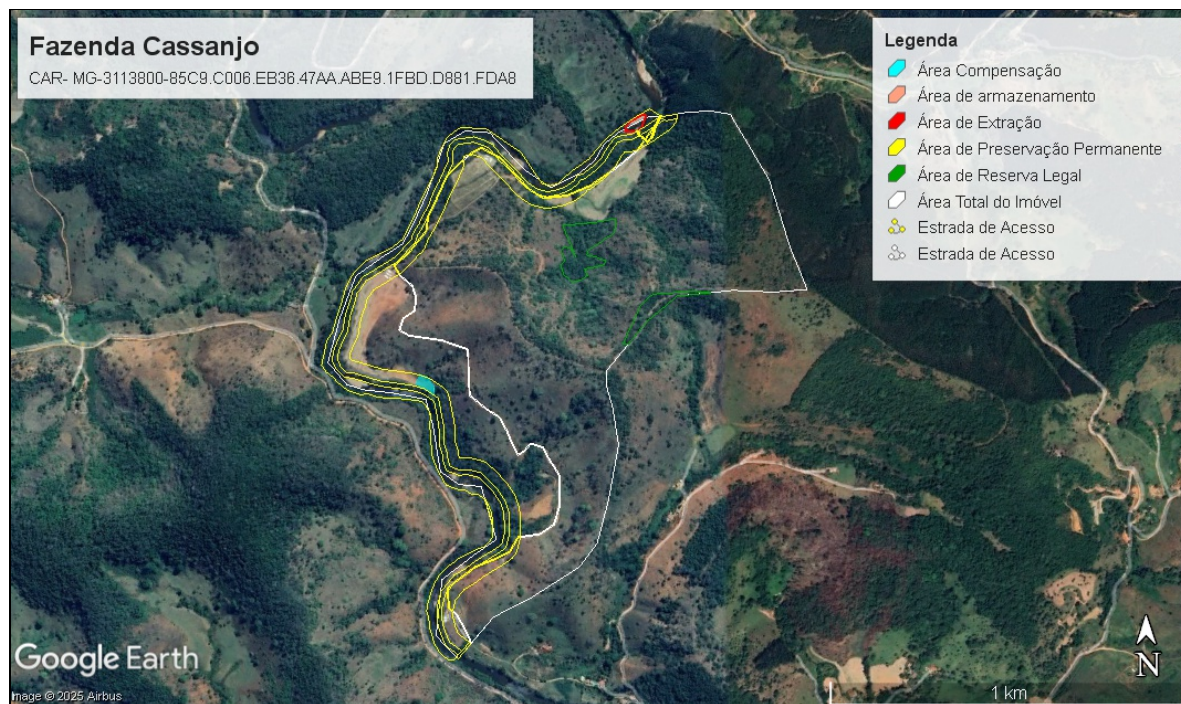 Fazenda Cassanjo
CAR- MG-3113800-85C9.C006.EB36.47AA.ABE9.1FBD.D881.FDA8
Legenda
Área Compensação
Área de armazenamento
Área de Extração
Área de Preservação Permanente
Área de Reserva Legal
Área Total do Imóvel
Estrada de Acesso
Estrada de Acesso
Google Earth
Image © 2025 Airbus
N
1 km